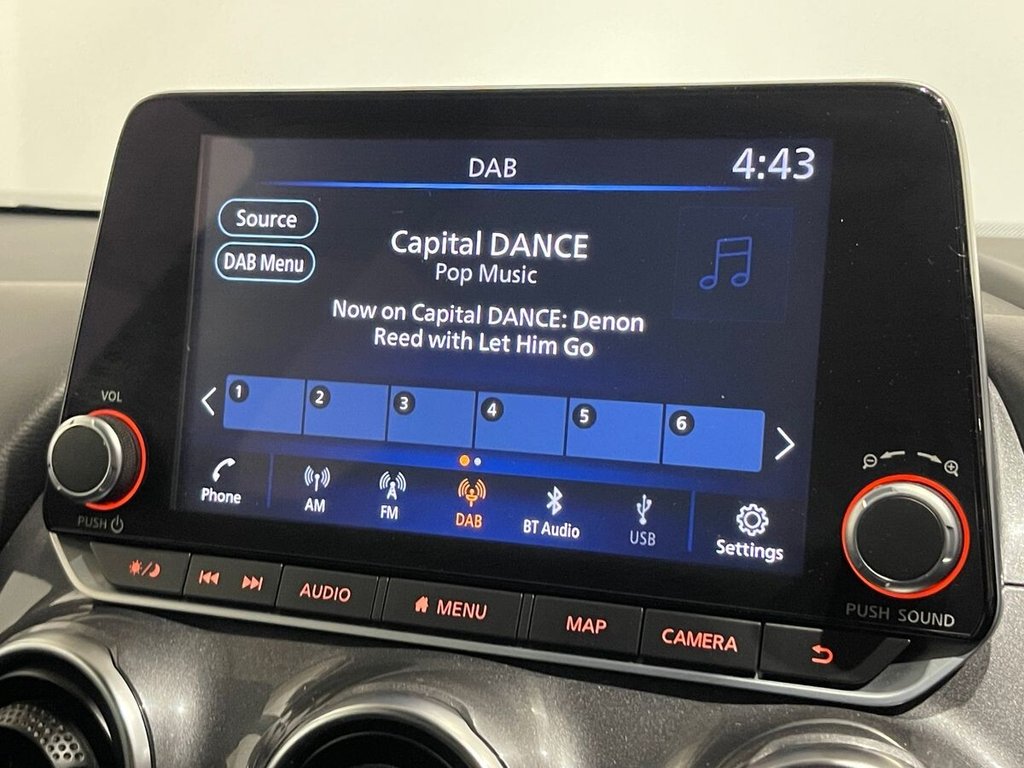 DAB
4:43
Source
DAB Menu
Capital DANCE
Pop Music
Now on Capital DANCE: Denon
Reed with Let Him Go
1 2 3 4 5 6
Phone
AM
FM
DAB
BT Audio
USB
Settings
VOL
PUSH
PUSH SOUND
AUDIO
MENU
MAP
CAMERA